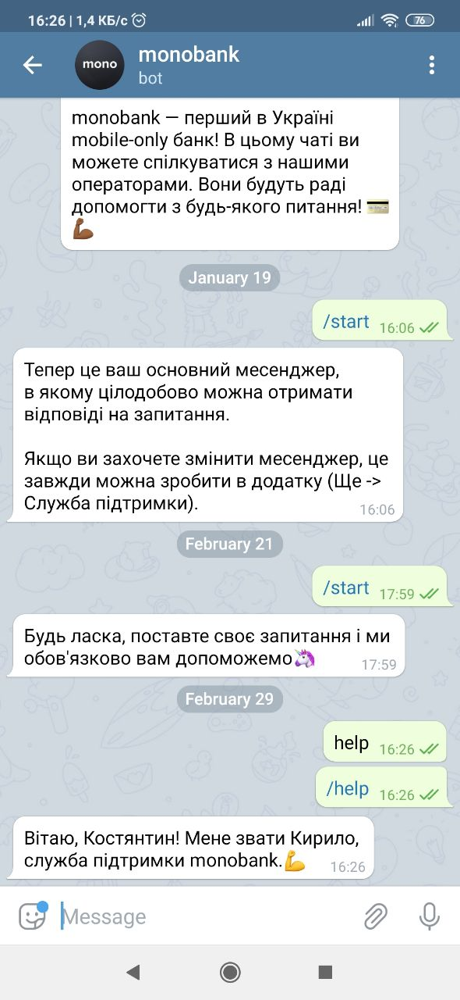 16:26 | 1,4 КБ/с
76
mono
monobank
bot
monobank — перший в Україні
mobile-only банк! В цьому чаті ви
можете спілкуватися з нашими
операторами. Вони будуть раді
допомогти з будь-якого питання! 💳
💪🏾
January 19
/start 16:06
Тепер це ваш основний месенджер,
в якому цілодобово можна отримати
відповіді на запитання.
Якщо ви захочете змінити месенджер, це
завжди можна зробити в додатку (Ще ->
Служба підтримки).
16:06
February 21
/start 17:59
Будь ласка, поставте своє запитання і ми
обов'язково вам допоможемо🦄
17:59
February 29
help 16:26
/help 16:26
Вітаю, Костянтин! Мене звати Кирило,
служба підтримки monobank.💪
16:26
Message